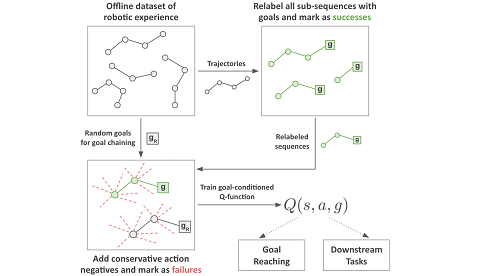 Offline dataset of
robotic experience
Relabel all sub-sequences with
goals and mark as successes
Trajectories
g
g
g
Random goals
for goal chaining
gR
Relabeled
sequences
g
g
gR
Train goal-conditioned
Q-function
Q(s, a, g)
Add conservative action
negatives and mark as failures
Goal
Reaching
Downstream
Tasks